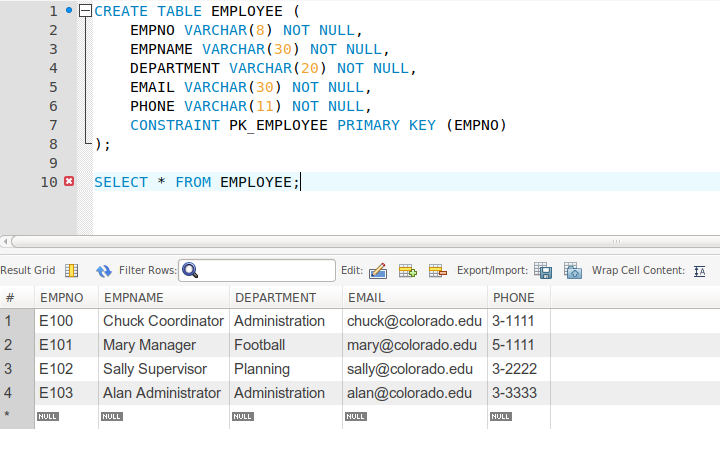 1 CREATE TABLE EMPLOYEE (
2 EMPNO VARCHAR(8) NOT NULL,
3 EMPNAME VARCHAR(30) NOT NULL,
4 DEPARTMENT VARCHAR(20) NOT NULL,
5 EMAIL VARCHAR(30) NOT NULL,
6 PHONE VARCHAR(11) NOT NULL,
7 CONSTRAINT PK_EMPLOYEE PRIMARY KEY (EMPNO)
8 );
9
10 SELECT * FROM EMPLOYEE;
Result Grid Filter Rows: Edit: Export/Import: Wrap Cell Content:
# EMPNO EMPNAME DEPARTMENT EMAIL PHONE
1 E100 Chuck Coordinator Administration chuck@colorado.edu 3-1111
2 E101 Mary Manager Football mary@colorado.edu 5-1111
3 E102 Sally Supervisor Planning sally@colorado.edu 3-2222
4 E103 Alan Administrator Administration alan@colorado.edu 3-3333
* NULL NULL NULL NULL NULL